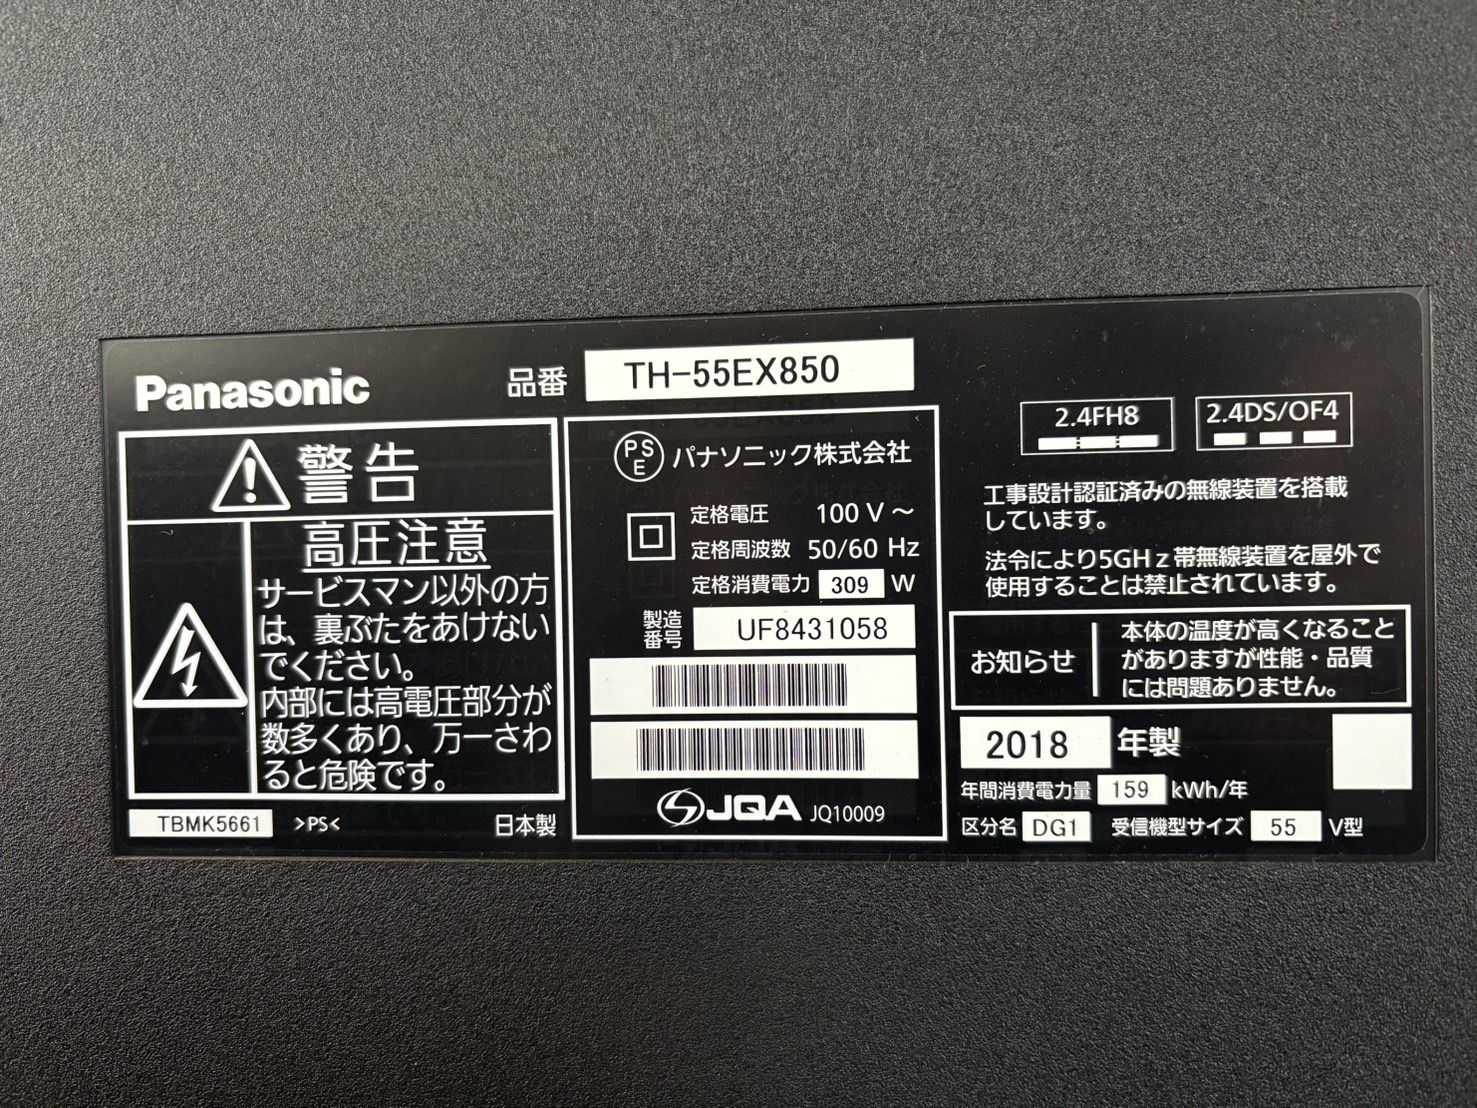 Panasonic
品番 TH-55EX850
警告
高圧注意
サービスマン以外の方
は、裏ぶたをあけない
でください。
内部には高電圧部分が
数多くあり、万一さわ
ると危険です。
TBMK5661 >PS< 日本製
PS
E
パナソニック株式会社
定格電圧 100 V ～
定格周波数 50/60 Hz
定格消費電力 309 W
製造
番号
UF8431058
JQA JQ10009
2.4FH8
2.4DS/OF4
工事設計認証済みの無線装置を搭載
しています。
法令により5GHz帯無線装置を屋外で
使用することは禁止されています。
お知らせ
本体の温度が高くなること
がありますが性能・品質
には問題ありません。
2018 年製
年間消費電力量 159 kWh/年
区分名 DG1 受信機型サイズ 55 V型